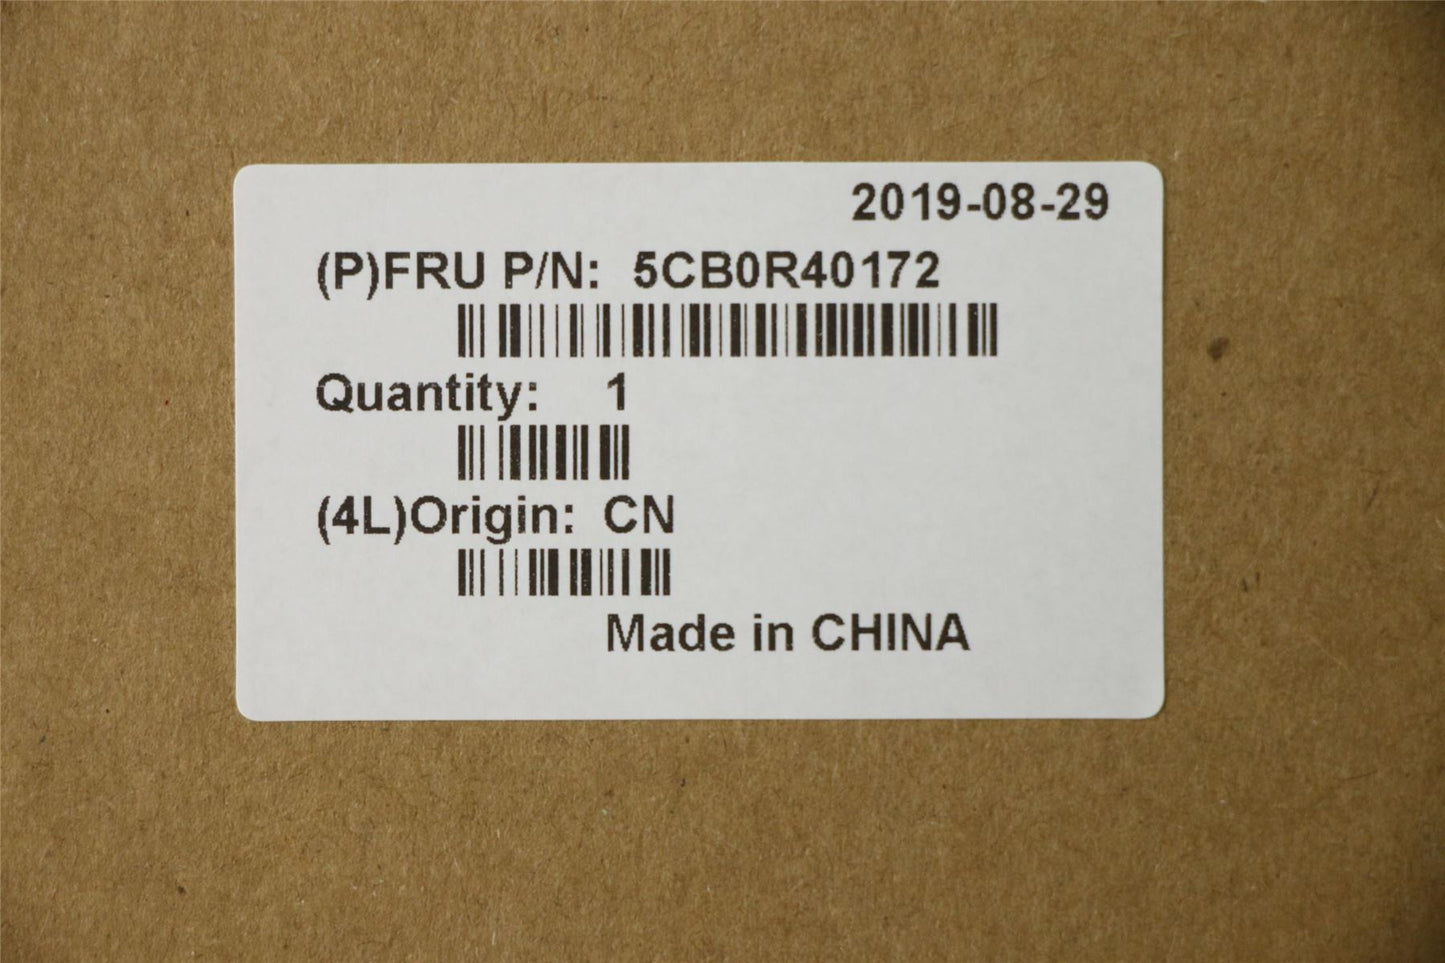 2019-08-29
(P)FRU P/N: 5CB0R40172
Quantity: 1
(4L)Origin: CN
Made in CHINA